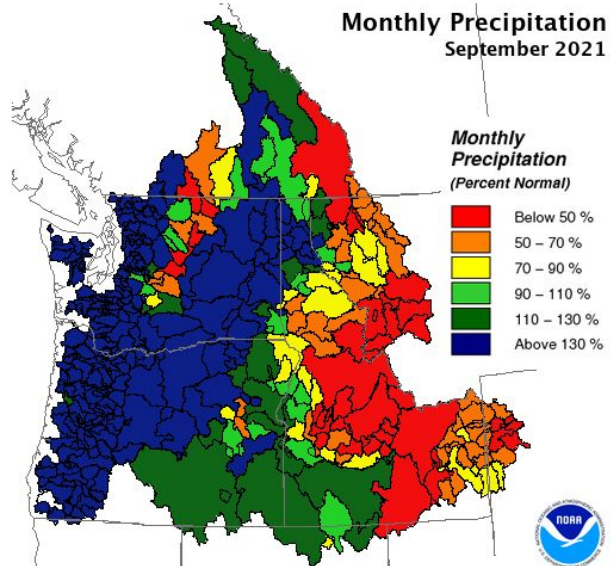 Monthly Precipitation
September 2021
Monthly
Precipitation
(Percent Normal)
Below 50 %
50 – 70 %
70 – 90 %
90 – 110 %
110 – 130 %
Above 130 %
NOAA